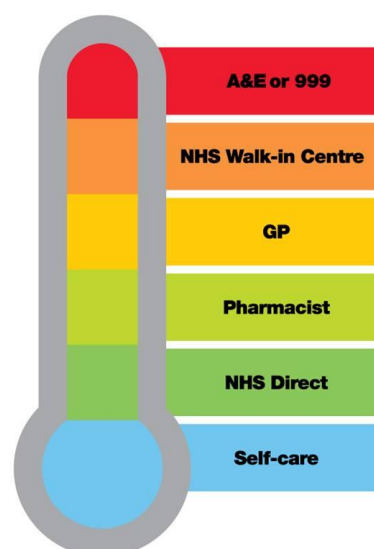 A&E or 999
NHS Walk-in Centre
GP
Pharmacist
NHS Direct
Self-care